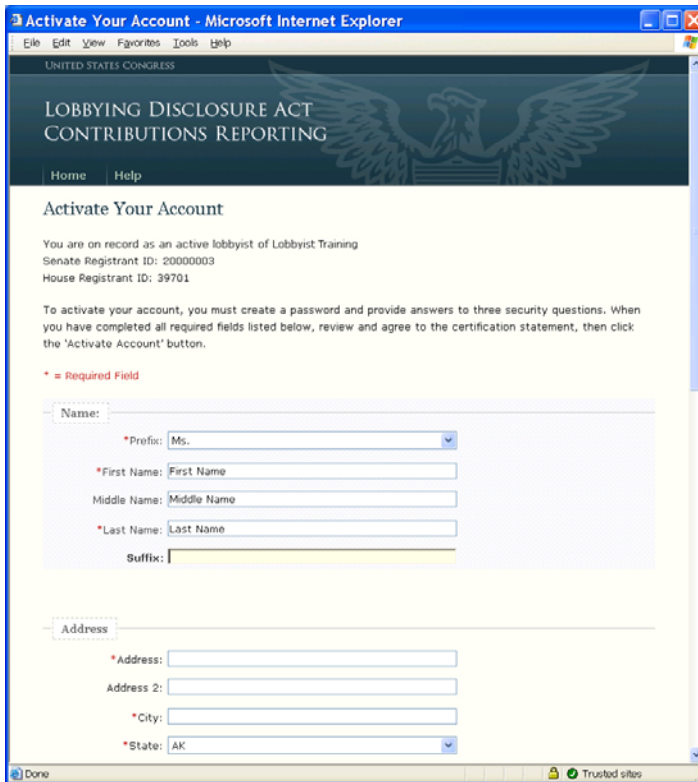 Activate Your Account - Microsoft Internet Explorer
File Edit View Favorites Tools Help
UNITED STATES CONGRESS
LOBBYING DISCLOSURE ACT
CONTRIBUTIONS REPORTING
Home Help
Activate Your Account
You are on record as an active lobbyist of Lobbyist Training
Senate Registrant ID: 20000003
House Registrant ID: 39701
To activate your account, you must create a password and provide answers to three security questions. When
you have completed all required fields listed below, review and agree to the certification statement, then click
the 'Activate Account' button.
* = Required Field
Name:
*Prefix: Ms.
*First Name: First Name
Middle Name: Middle Name
*Last Name: Last Name
Suffix:
Address
*Address:
Address 2:
*City:
*State: AK
Done Trusted sites